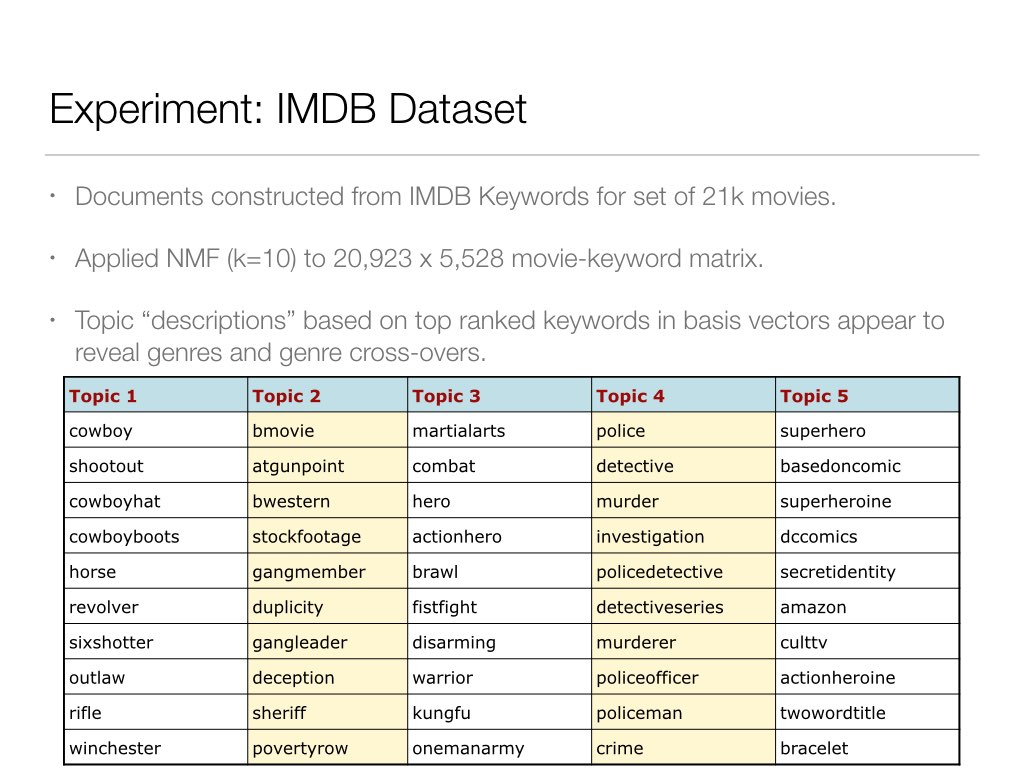 Experiment: IMDB Dataset
• Documents constructed from IMDB Keywords for set of 21k movies.
• Applied NMF (k=10) to 20,923 x 5,528 movie-keyword matrix.
• Topic “descriptions” based on top ranked keywords in basis vectors appear to
reveal genres and genre cross-overs.
Topic 1 Topic 2 Topic 3 Topic 4 Topic 5
cowboy bmovie martialarts police superhero
shootout atgunpoint combat detective basedoncomic
cowboyhat bwestern hero murder superheroine
cowboyboots stockfootage actionhero investigation dccomics
horse gangmember brawl policedetective secretidentity
revolver duplicity fistfight detectiveseries amazon
sixshotter gangleader disarming murderer culttv
outlaw deception warrior policeofficer actionheroine
rifle sheriff kungfu policeman twowordtitle
winchester povertyrow onemanarmy crime bracelet